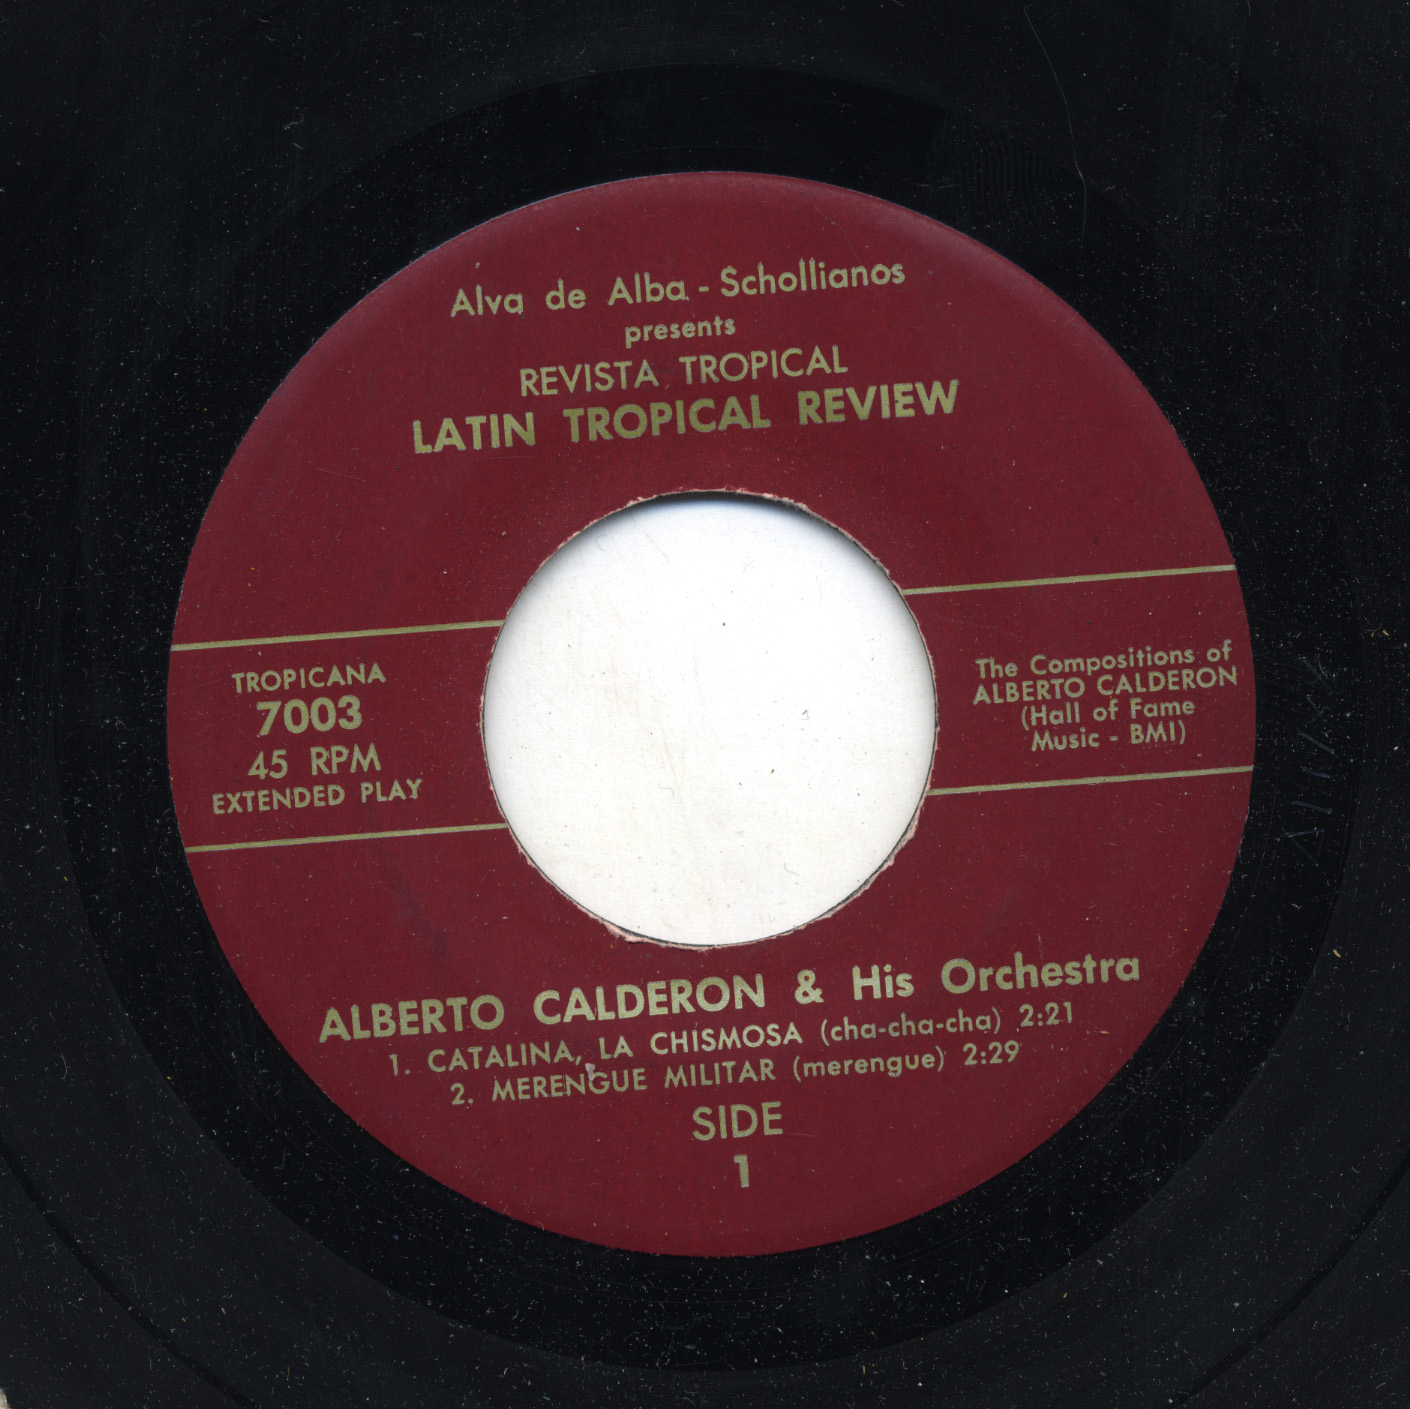 Alva de Alba - Schollianos
presents
REVISTA TROPICAL
LATIN TROPICAL REVIEW
TROPICANA
7003
45 RPM
EXTENDED PLAY
The Compositions of
ALBERTO CALDERON
(Hall of Fame
Music - BMI)
ALBERTO CALDERON & His Orchestra
1. CATALINA, LA CHISMOSA (cha-cha-cha) 2:21
2. MERENGUE MILITAR (merengue) 2:29
SIDE
1